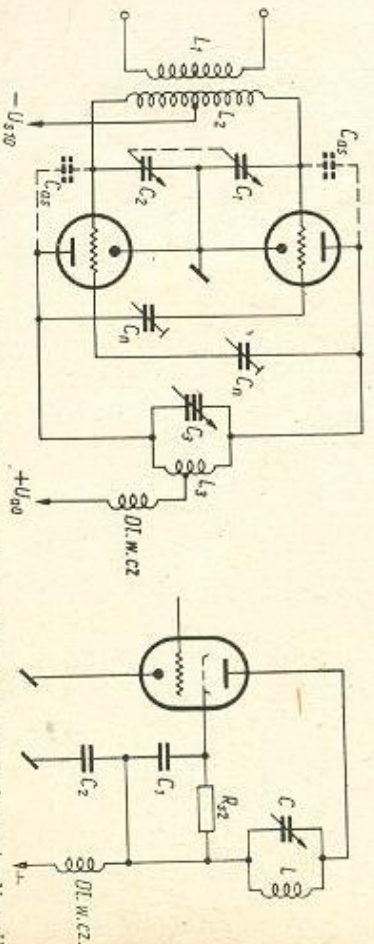 L₁
L₂
−Us10
Cas
C₂
C₁
Cas
Cn
Cn
C₃
L₃
+Ua0
Dł.w.cz
C₂
C₁
Rs2
C
L
Dł.w.cz.